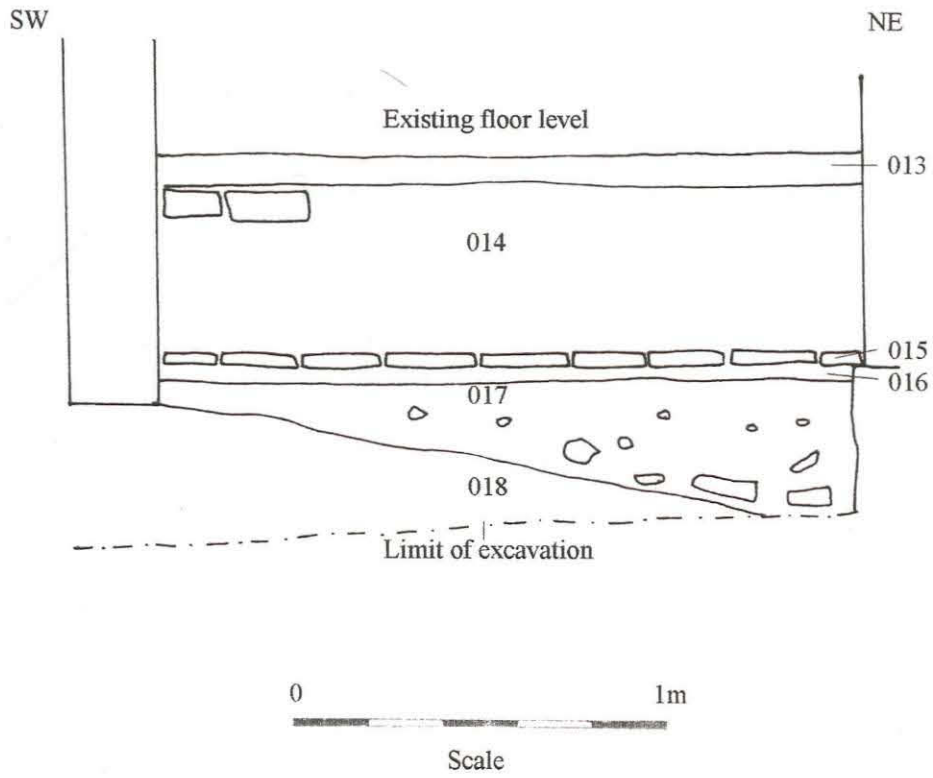 SW
NE
Existing floor level
013
014
015
016
017
018
Limit of excavation
0 1m
Scale